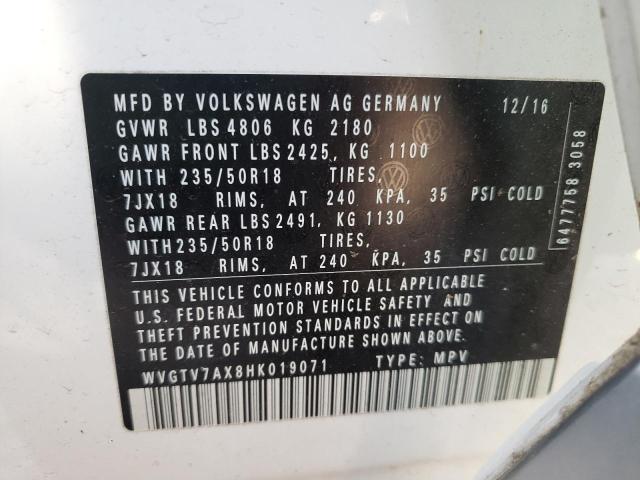 MFD BY VOLKSWAGEN AG GERMANY 12/16
GVWR LBS 4806 KG 2180
GAWR FRONT LBS 2425, KG 1100
WITH 235/50R18 TIRES,
7JX18 RIMS, AT 240 KPA, 35 PSI COLD
GAWR REAR LBS 2491, KG 1130
WITH 235/50R18 TIRES,
7JX18 RIMS, AT 240 KPA, 35 PSI COLD
THIS VEHICLE CONFORMS TO ALL APPLICABLE
U.S. FEDERAL MOTOR VEHICLE SAFETY AND
THEFT PREVENTION STANDARDS IN EFFECT ON
THE DATE OF MANUFACTURE SHOWN ABOVE.
WVGTV7AX8HK019071 TYPE: MPV
16477758 3058